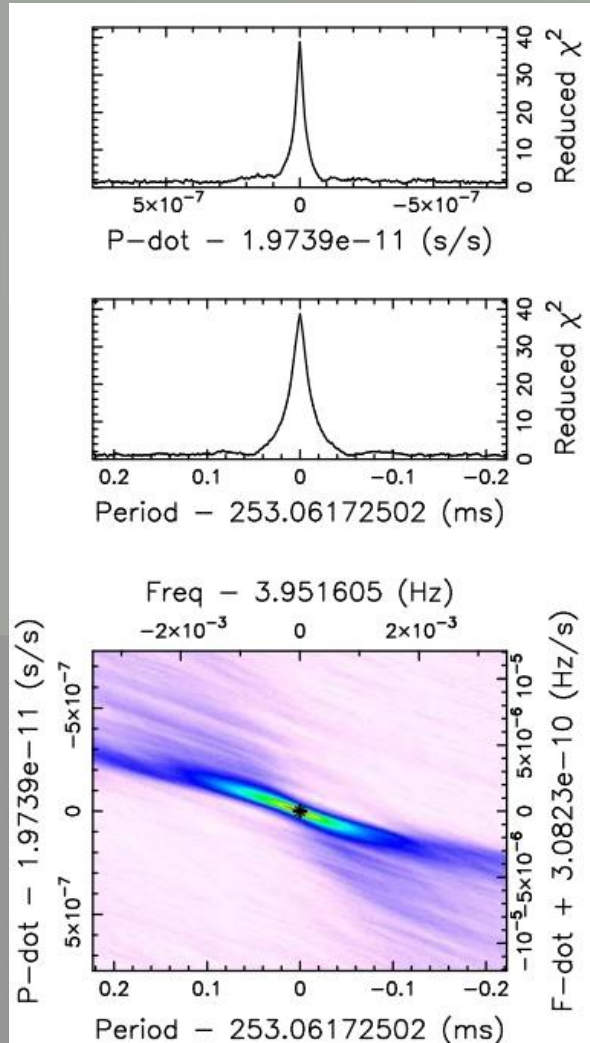 40
30
20
10
0
Reduced χ²
5×10⁻⁷ 0 -5×10⁻⁷
P-dot - 1.9739e-11 (s/s)
40
30
20
10
0
Reduced χ²
0.2 0.1 0 -0.1 -0.2
Period - 253.06172502 (ms)
Freq - 3.951605 (Hz)
-2×10⁻³ 0 2×10⁻³
P-dot - 1.9739e-11 (s/s)
-5×10⁻⁷
0
5×10⁻⁷
10⁻⁵
5×10⁻⁶
0
-5×10⁻⁶
-10⁻⁵
F-dot + 3.0823e-10 (Hz/s)
0.2 0.1 0 -0.1 -0.2
Period - 253.06172502 (ms)